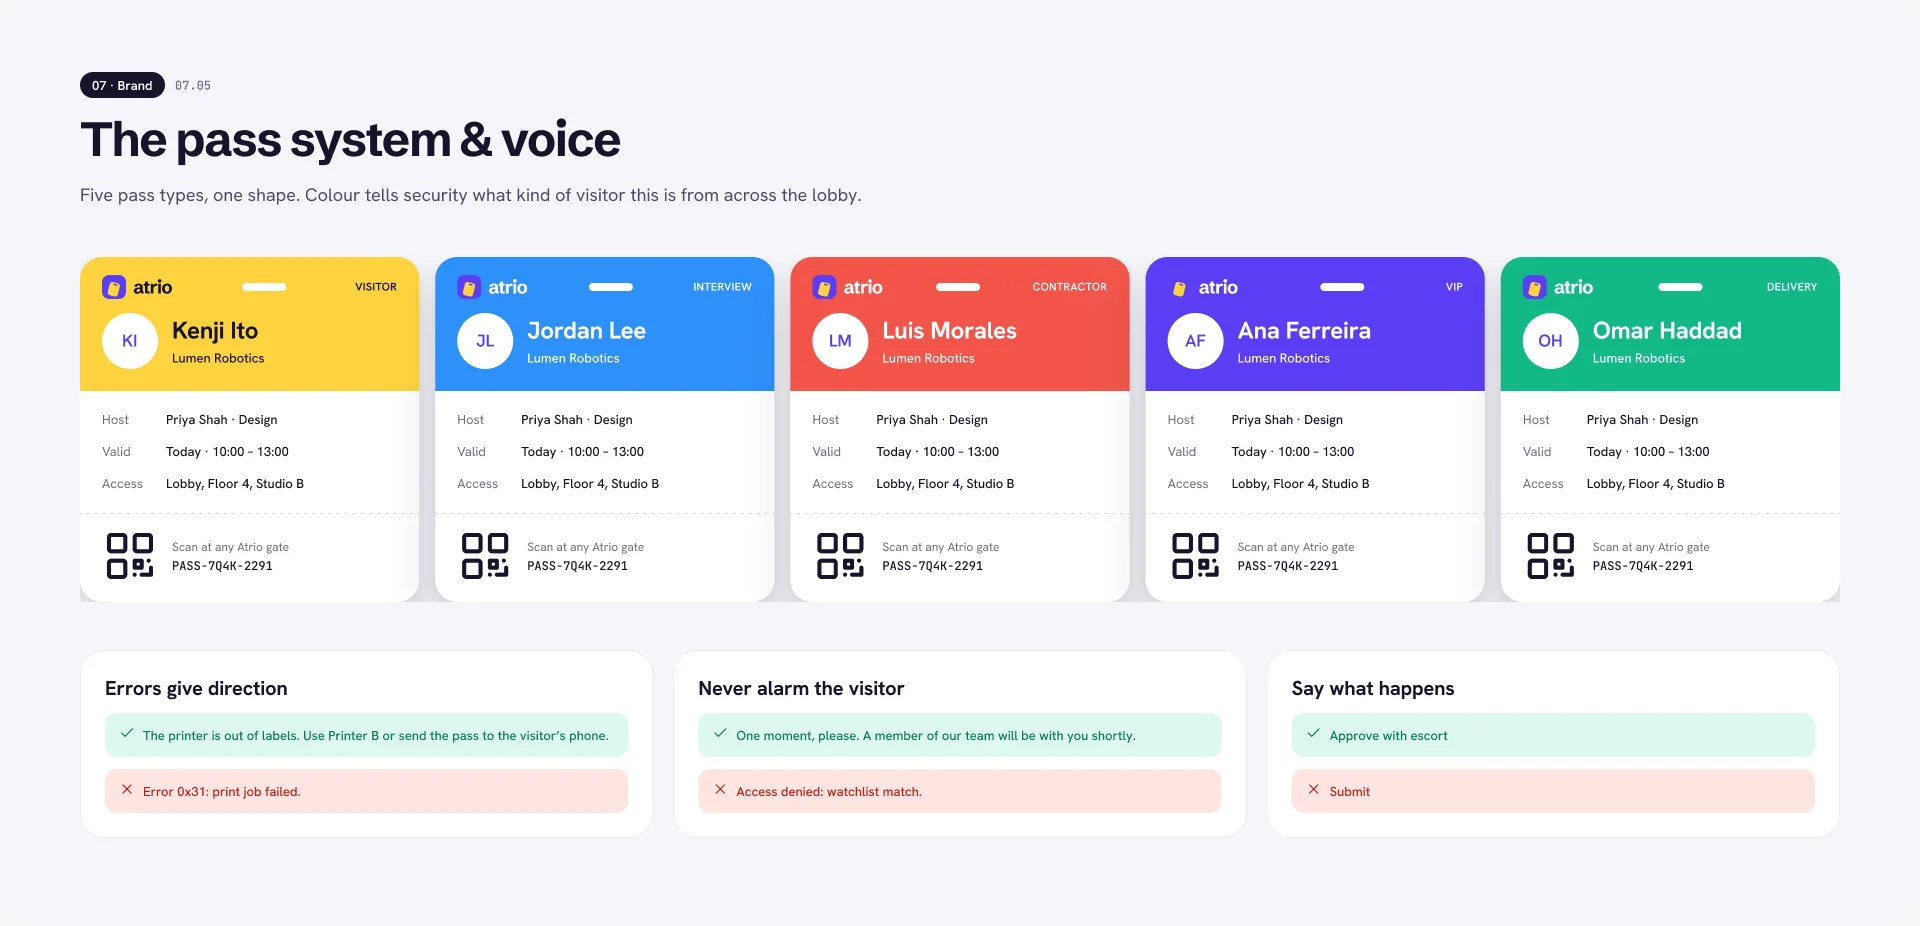 07 · Brand 07.05
The pass system & voice
Five pass types, one shape. Colour tells security what kind of visitor this is from across the lobby.
atrio VISITOR
KI
Kenji Ito
Lumen Robotics
Host Priya Shah · Design
Valid Today · 10:00 – 13:00
Access Lobby, Floor 4, Studio B
Scan at any Atrio gate
PASS-7Q4K-2291
atrio INTERVIEW
JL
Jordan Lee
Lumen Robotics
Host Priya Shah · Design
Valid Today · 10:00 – 13:00
Access Lobby, Floor 4, Studio B
Scan at any Atrio gate
PASS-7Q4K-2291
atrio CONTRACTOR
LM
Luis Morales
Lumen Robotics
Host Priya Shah · Design
Valid Today · 10:00 – 13:00
Access Lobby, Floor 4, Studio B
Scan at any Atrio gate
PASS-7Q4K-2291
atrio VIP
AF
Ana Ferreira
Lumen Robotics
Host Priya Shah · Design
Valid Today · 10:00 – 13:00
Access Lobby, Floor 4, Studio B
Scan at any Atrio gate
PASS-7Q4K-2291
atrio DELIVERY
OH
Omar Haddad
Lumen Robotics
Host Priya Shah · Design
Valid Today · 10:00 – 13:00
Access Lobby, Floor 4, Studio B
Scan at any Atrio gate
PASS-7Q4K-2291
Errors give direction
The printer is out of labels. Use Printer B or send the pass to the visitor’s phone.
Error 0x31: print job failed.
Never alarm the visitor
One moment, please. A member of our team will be with you shortly.
Access denied: watchlist match.
Say what happens
Approve with escort
Submit